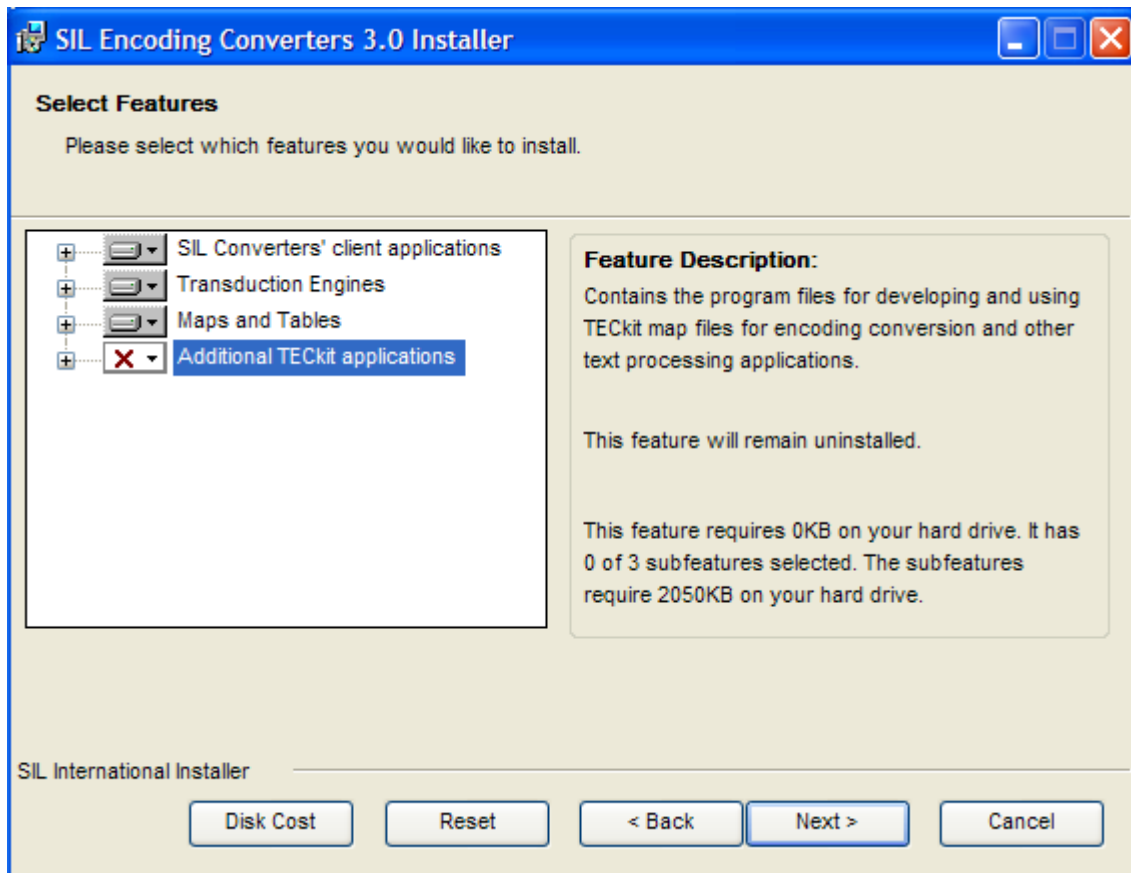 SIL Encoding Converters 3.0 Installer
Select Features
Please select which features you would like to install.
SIL Converters' client applications
Transduction Engines
Maps and Tables
Additional TECkit applications
Feature Description:
Contains the program files for developing and using
TECkit map files for encoding conversion and other
text processing applications.
This feature will remain uninstalled.
This feature requires 0KB on your hard drive. It has
0 of 3 subfeatures selected. The subfeatures
require 2050KB on your hard drive.
SIL International Installer
Disk Cost
Reset
< Back
Next >
Cancel